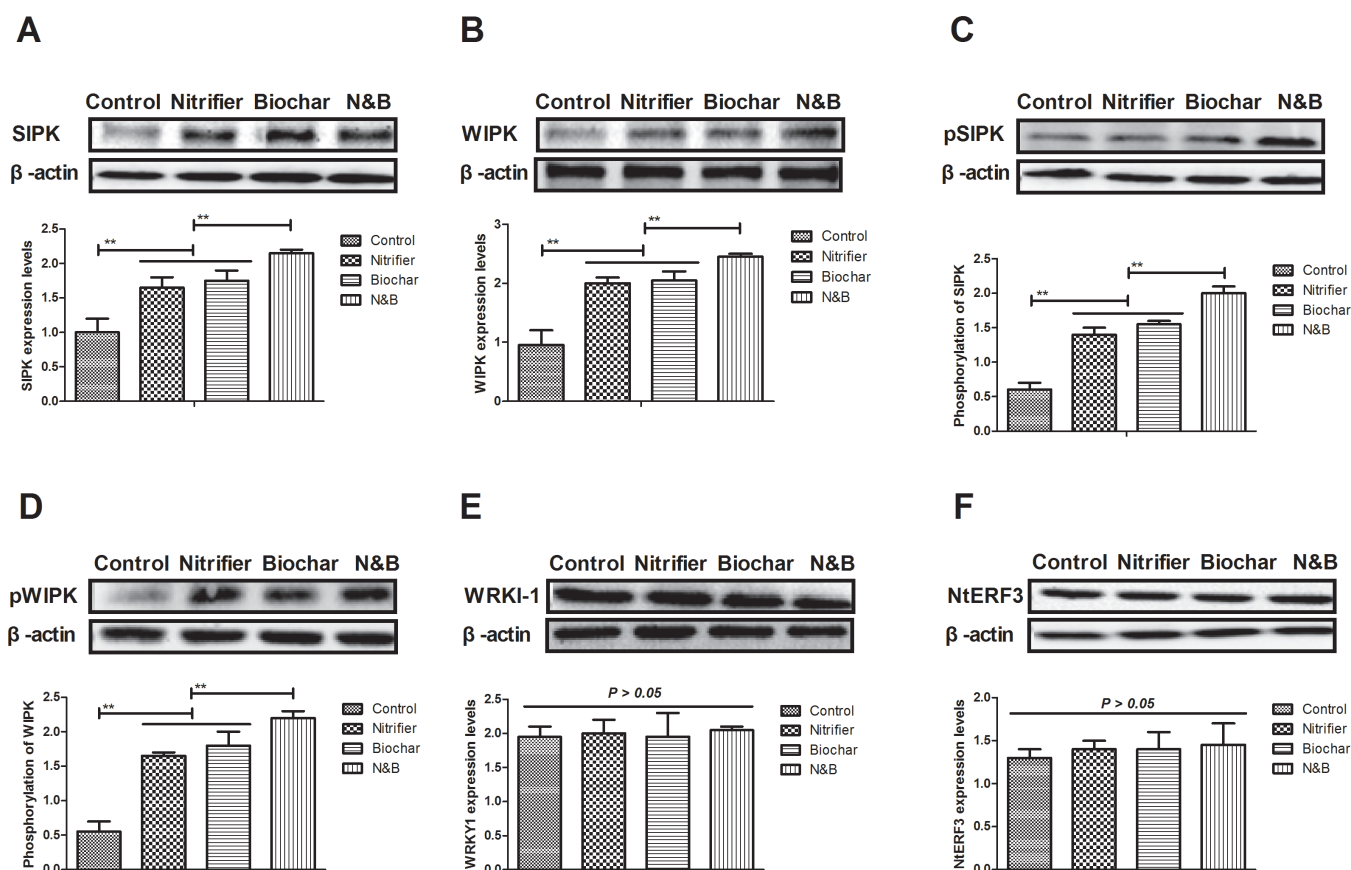 A
Control Nitrifier Biochar N&B
SIPK
β -actin
SIPK expression levels
2.5
2.0
1.5
1.0
0.5
0.0
**
**
Control
Nitrifier
Biochar
N&B
B
Control Nitrifier Biochar N&B
WIPK
β -actin
WIPK expression levels
3
2
1
0
**
**
Control
Nitrifier
Biochar
N&B
C
Control Nitrifier Biochar N&B
pSIPK
β -actin
Phosphorylation of SIPK
2.5
2.0
1.5
1.0
0.5
0.0
**
**
Control
Nitrifier
Biochar
N&B
D
Control Nitrifier Biochar N&B
pWIPK
β -actin
Phosphorylation of WIPK
2.5
2.0
1.5
1.0
0.5
0.0
**
**
Control
Nitrifier
Biochar
N&B
E
Control Nitrifier Biochar N&B
WRKI-1
β -actin
WRKY1 expression levels
2.5
2.0
1.5
1.0
0.5
0.0
P > 0.05
Control
Nitrifier
Biochar
N&B
F
Control Nitrifier Biochar N&B
NtERF3
β -actin
NtERF3 expression levels
2.0
1.5
1.0
0.5
0.0
P > 0.05
Control
Nitrifier
Biochar
N&B